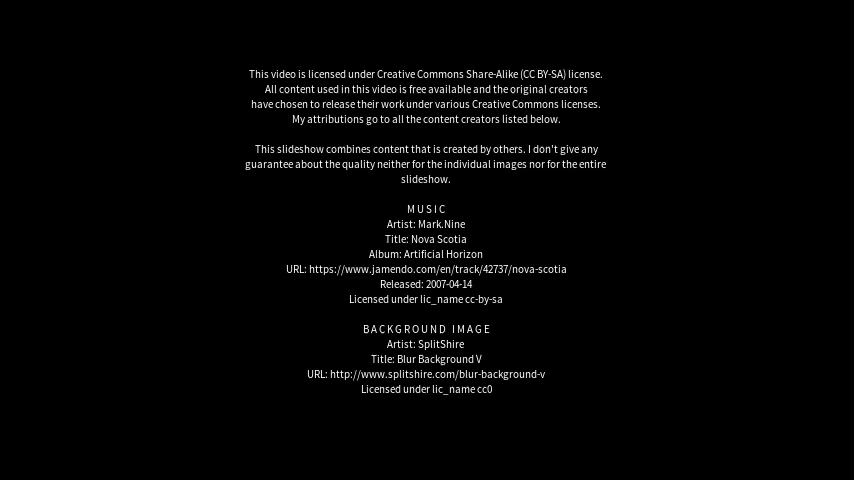 This video is licensed under Creative Commons Share-Alike (CC BY-SA) license.
All content used in this video is free available and the original creators
have chosen to release their work under various Creative Commons licenses.
My attributions go to all the content creators listed below.
This slideshow combines content that is created by others. I don't give any
guarantee about the quality neither for the individual images nor for the entire
slideshow.
MUSIC
Artist: Mark.Nine
Title: Nova Scotia
Album: Artificial Horizon
URL: https://www.jamendo.com/en/track/42737/nova-scotia
Released: 2007-04-14
Licensed under lic_name cc-by-sa
BACKGROUND IMAGE
Artist: SplitShire
Title: Blur Background V
URL: http://www.splitshire.com/blur-background-v
Licensed under lic_name cc0